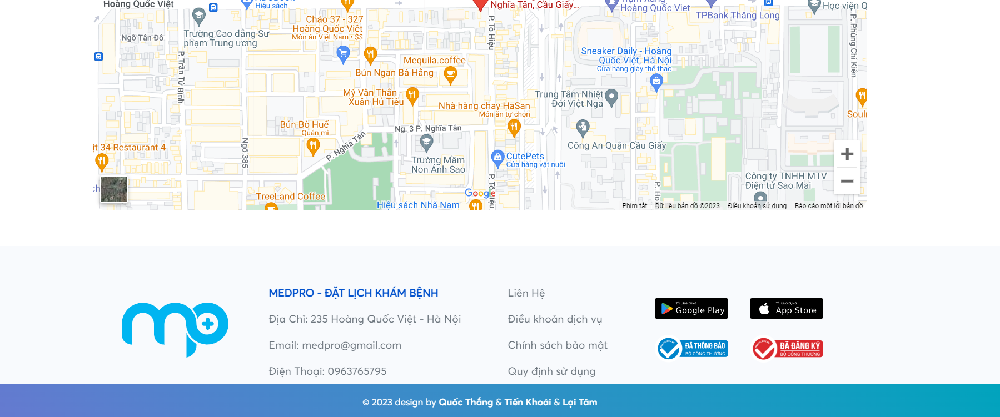 Hoàng Quốc Việt
Hiệu sách
Nghĩa Tân, Cầu Giấy...
Hoàng Quốc Việt
TPBank Thăng Long
Học viện Q
Cháo 37 - 327
Hoàng Quốc Việt
Món ăn Việt Nam • $$
Trường Cao đẳng Sư
phạm Trung ương
Ngõ Tân Đô
P. Tô Hiệu
P. Phùng Chí Kiên
P. Trần Tử Bình
Mequila.coffee
Bún Ngan Bà Hằng
Sneaker Daily - Hoàng
Quốc Việt, Hà Nội
Cửa hàng giày thể thao
Mỳ Vằn Thắn -
Xuân Hủ Tiếu
Trung Tâm Nhiệt
Đới Việt Nga
Nhà hàng chay HaSan
Món ăn tự chọn
Bún Bò Huế
Quán mì
Ng. 3 P. Nghĩa Tân
P. Nghĩa Tân
Ngõ 385
34 Restaurant 4
Công An Quận Cầu Giấy
Trường Mầm
Non Ánh Sao
CutePets
Cửa hàng vật nuôi
Công ty TNHH MTV
Điện tử Sao Mai
P. Tô Hiệu
P. Ho
TreeLand Coffee
Google
Hiệu sách Nhã Nam
Phím tắt Dữ liệu bản đồ ©2023 Điều khoản sử dụng Báo cáo một lỗi bản đồ
MEDPRO - ĐẶT LỊCH KHÁM BỆNH
Địa Chỉ: 235 Hoàng Quốc Việt - Hà Nội
Email: medpro@gmail.com
Điện Thoại: 0963765795
Liên Hệ
Điều khoản dịch vụ
Chính sách bảo mật
Quy định sử dụng
TẢI ỨNG DỤNG
Google Play
TẢI ỨNG DỤNG
App Store
ĐÃ THÔNG BÁO
BỘ CÔNG THƯƠNG
ĐÃ ĐĂNG KÝ
BỘ CÔNG THƯƠNG
mp
© 2023 design by Quốc Thắng & Tiến Khoái & Lại Tâm